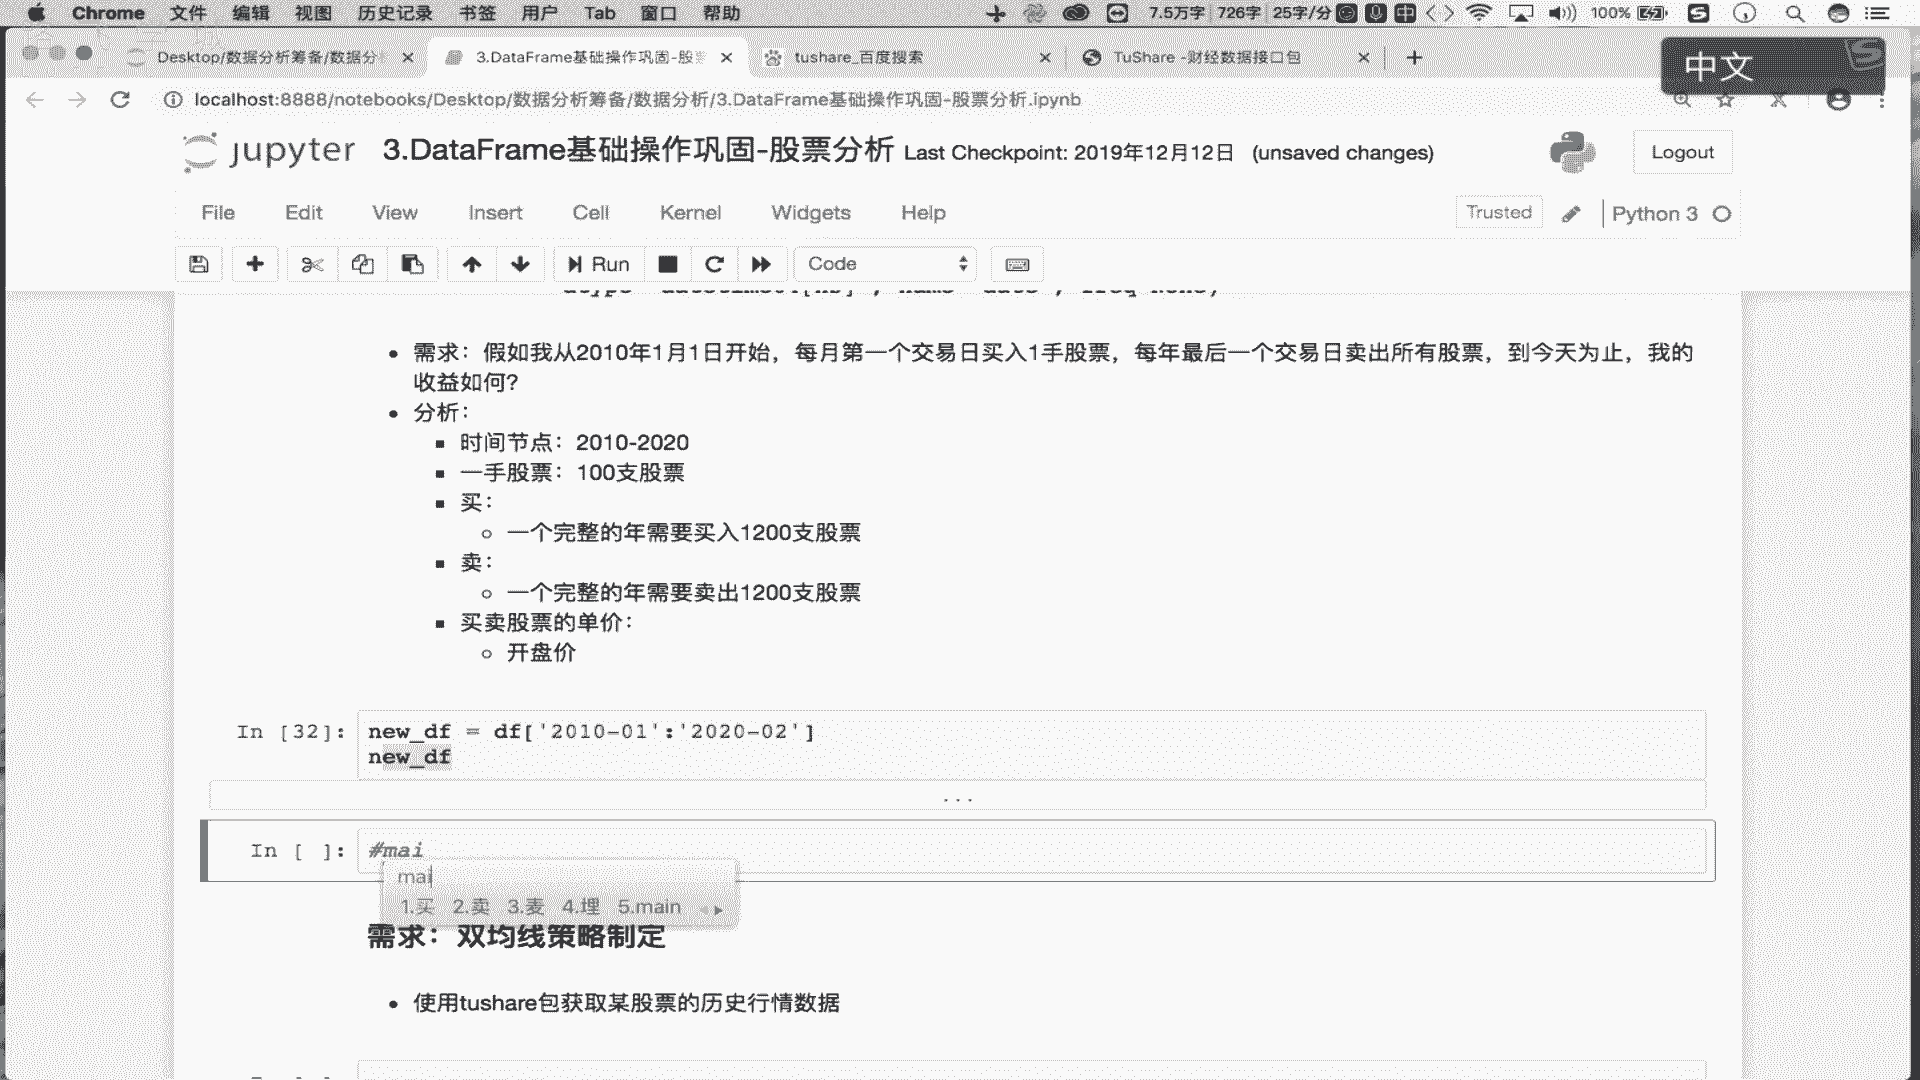 Chrome 文件 编辑 视图 历史记录 书签 用户 Tab 窗口 帮助 7.5万字 726字 25字/分 中 100%
Desktop/数据分析筹备/数据分 3.DataFrame基础操作巩固-股 tushare_百度搜索 TuShare -财经数据接口包
中文
localhost:8888/notebooks/Desktop/数据分析筹备/数据分析/3.DataFrame基础操作巩固-股票分析.ipynb
jupyter 3.DataFrame基础操作巩固-股票分析 Last Checkpoint: 2019年12月12日 (unsaved changes) Logout
File Edit View Insert Cell Kernel Widgets Help Trusted Python 3
Run Code
需求：假如我从2010年1月1日开始，每月第一个交易日买入1手股票，每年最后一个交易日卖出所有股票，到今天为止，我的
收益如何？
分析：
时间节点：2010-2020
一手股票：100支股票
买：
一个完整的年需要买入1200支股票
卖：
一个完整的年需要卖出1200支股票
买卖股票的单价：
开盘价
In [32]: new_df = df['2010-01':'2020-02']
new_df
...
In [ ]: #mai
mai
1.买 2.卖 3.麦 4.埋 5.main
需求：双均线策略制定
使用tushare包获取某股票的历史行情数据